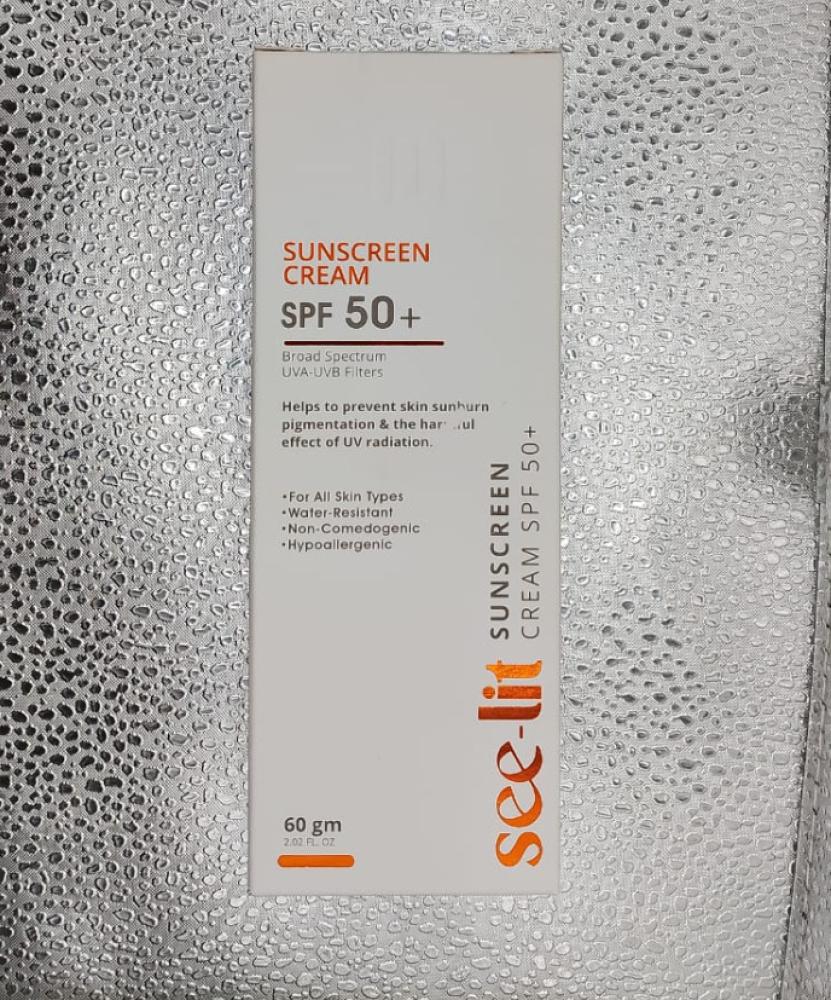 SUNSCREEN
CREAM
SPF 50+
Broad Spectrum
UVA-UVB Filters
Helps to prevent skin sunburn
pigmentation & the
effect of UV radiation.
•For All Skin Types
•Water-Resistant
•Non-Comedogenic
•Hypoallergenic
see-lit
SUNSCREEN
CREAM SPF 50+
60 gm
2.02 FL. OZ